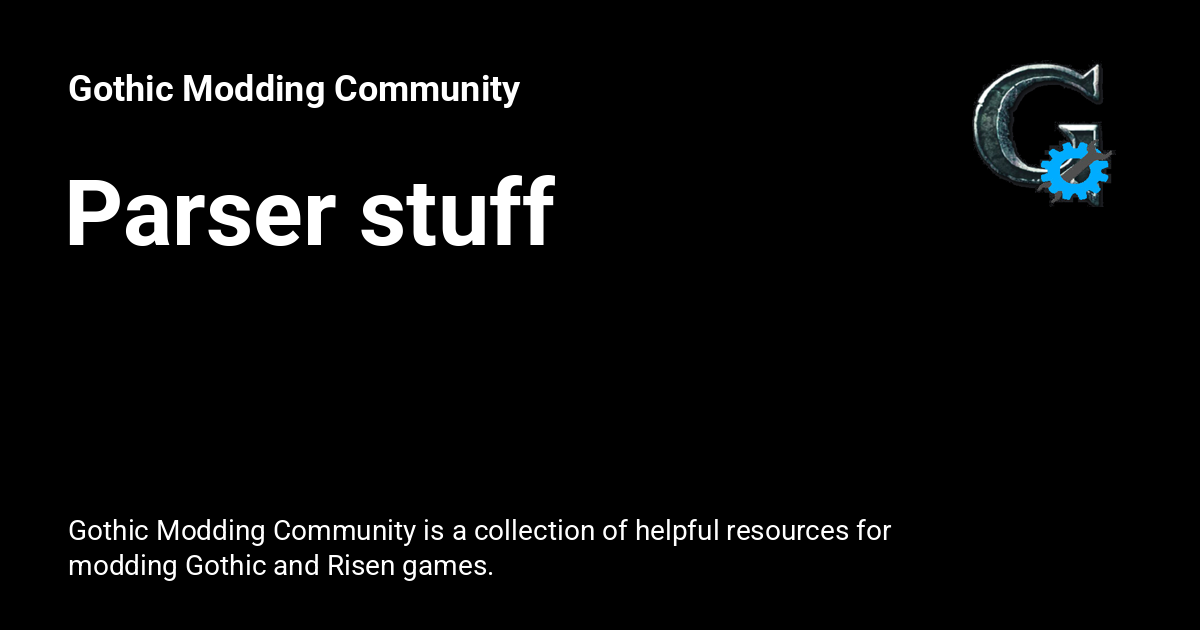 Gothic Modding Community
Parser stuff
Gothic Modding Community is a collection of helpful resources for
modding Gothic and Risen games.